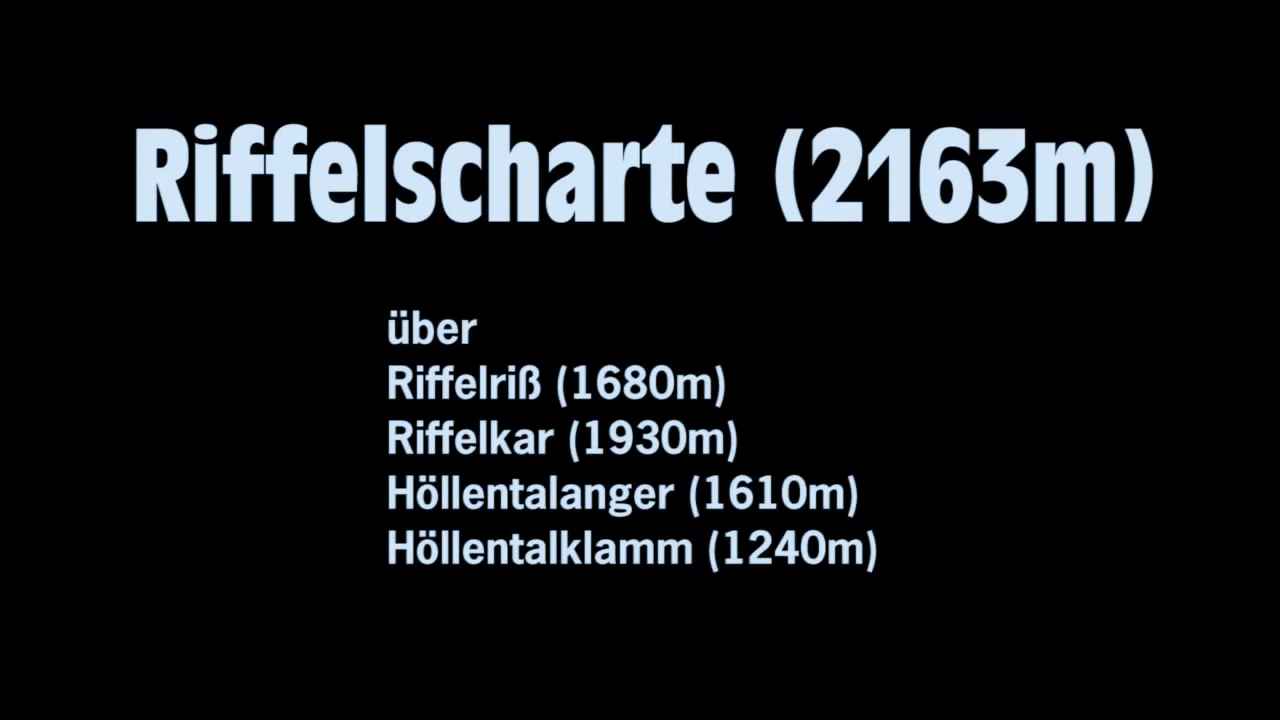 Riffelscharte (2163m)
über
Riffelriß (1680m)
Riffelkar (1930m)
Höllentalanger (1610m)
Höllentalklamm (1240m)